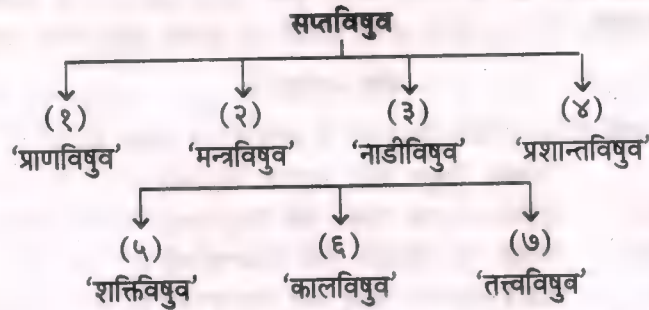 सप्तविषुव
(१) (२) (३) (४)
‘प्राणविषुव’ ‘मन्त्रविषुव’ ‘नाडीविषुव’ ‘प्रशान्तविषुव’
(५) (६) (७)
‘शक्तिविषुव’ ‘कालविषुव’ ‘तत्त्वविषुव’